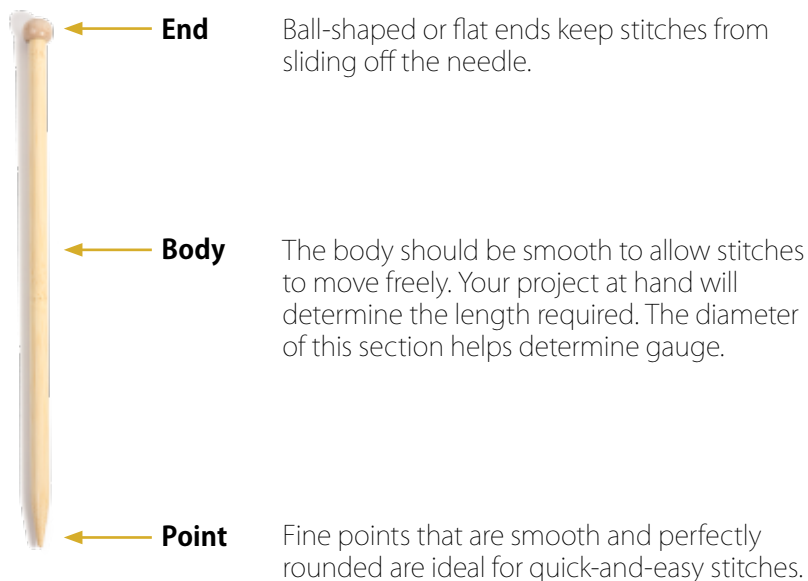 End
Ball-shaped or flat ends keep stitches from
sliding off the needle.
Body
The body should be smooth to allow stitches
to move freely. Your project at hand will
determine the length required. The diameter
of this section helps determine gauge.
Point
Fine points that are smooth and perfectly
rounded are ideal for quick-and-easy stitches.